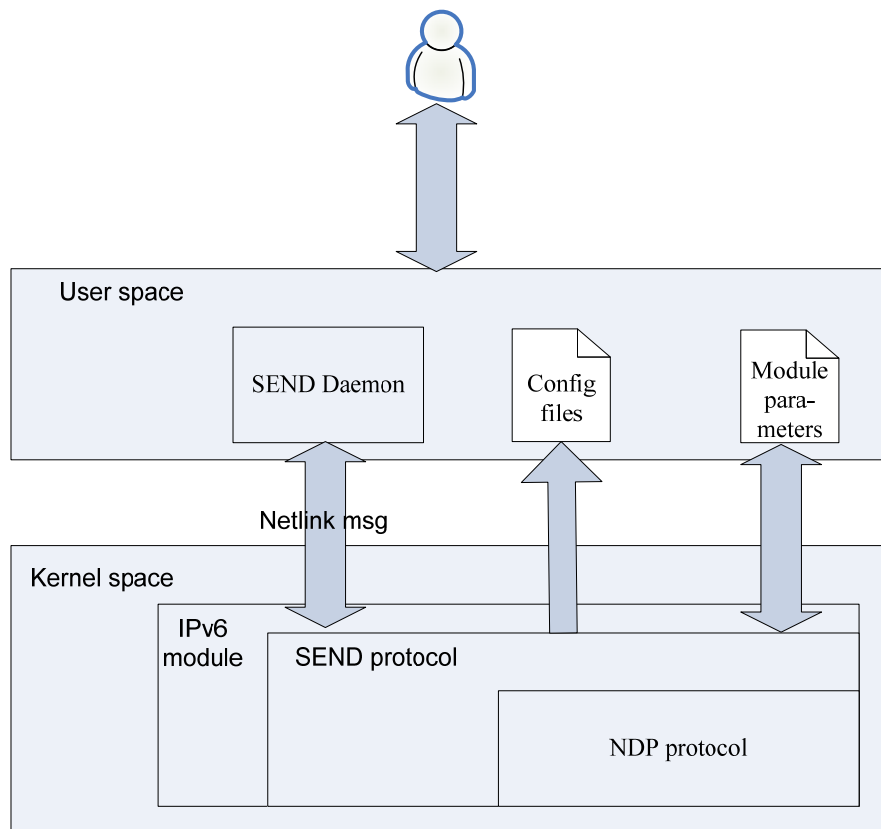 User space
SEND Daemon
Config
files
Module
para-
meters
Netlink msg
Kernel space
IPv6
module
SEND protocol
NDP protocol